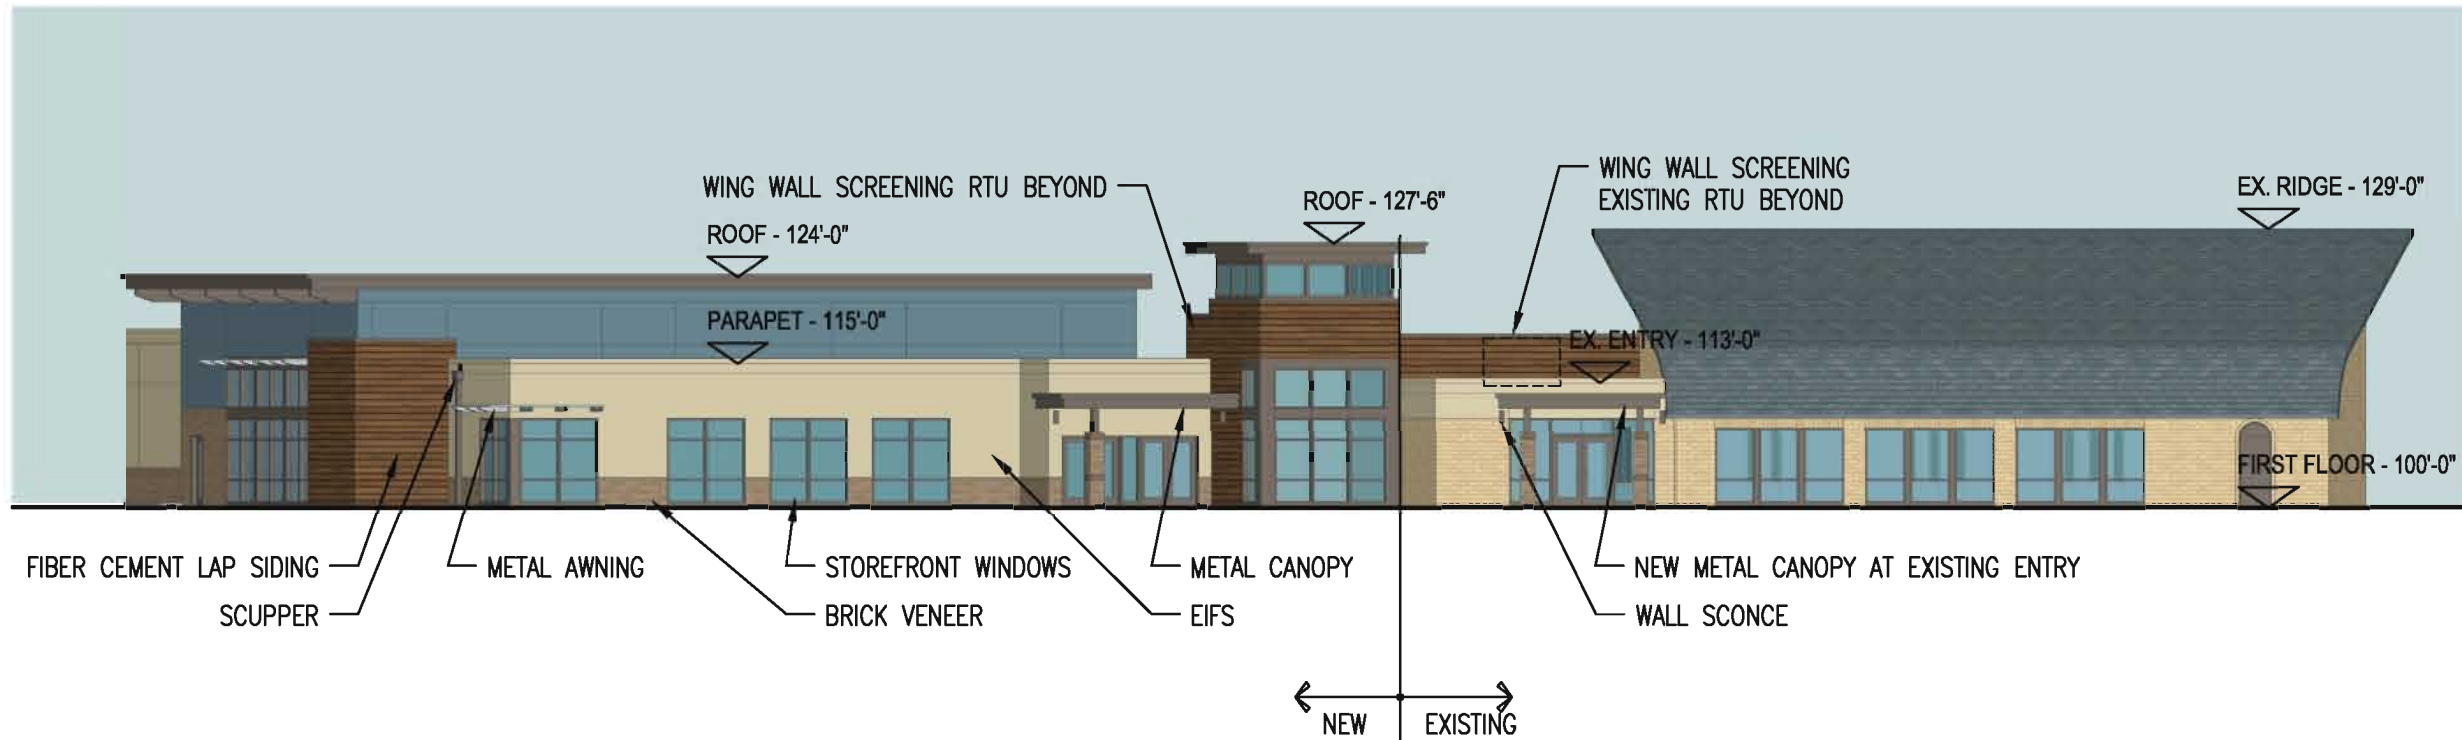 WING WALL SCREENING RTU BEYOND
WING WALL SCREENING
EXISTING RTU BEYOND
ROOF - 127'-6"
EX. RIDGE - 129'-0"
ROOF - 124'-0"
PARAPET - 115'-0"
EX. ENTRY - 113'-0"
FIRST FLOOR - 100'-0"
FIBER CEMENT LAP SIDING
METAL AWNING
STOREFRONT WINDOWS
METAL CANOPY
NEW METAL CANOPY AT EXISTING ENTRY
SCUPPER
BRICK VENEER
EIFS
WALL SCONCE
NEW
EXISTING